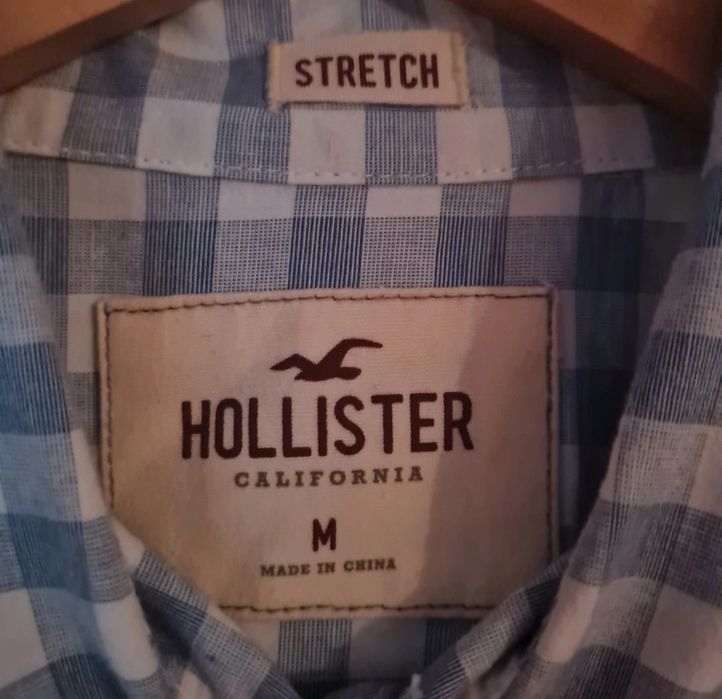 STRETCH
HOLLISTER
CALIFORNIA
M
MADE IN CHINA